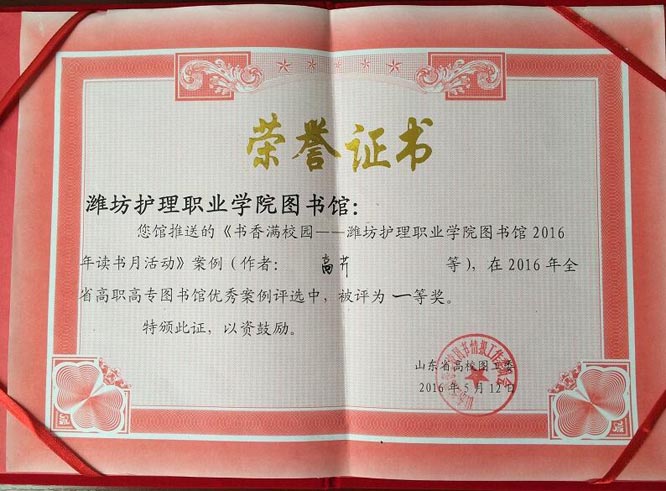 荣誉证书
潍坊护理职业学院图书馆：
您馆推送的《书香满校园——潍坊护理职业学院图书馆2016
年读书月活动》案例（作者： 高芹 等），在2016年全
省高职高专图书馆优秀案例评选中，被评为一等奖。
特颁此证，以资鼓励。
山东省高校图工委
2016年5月12日